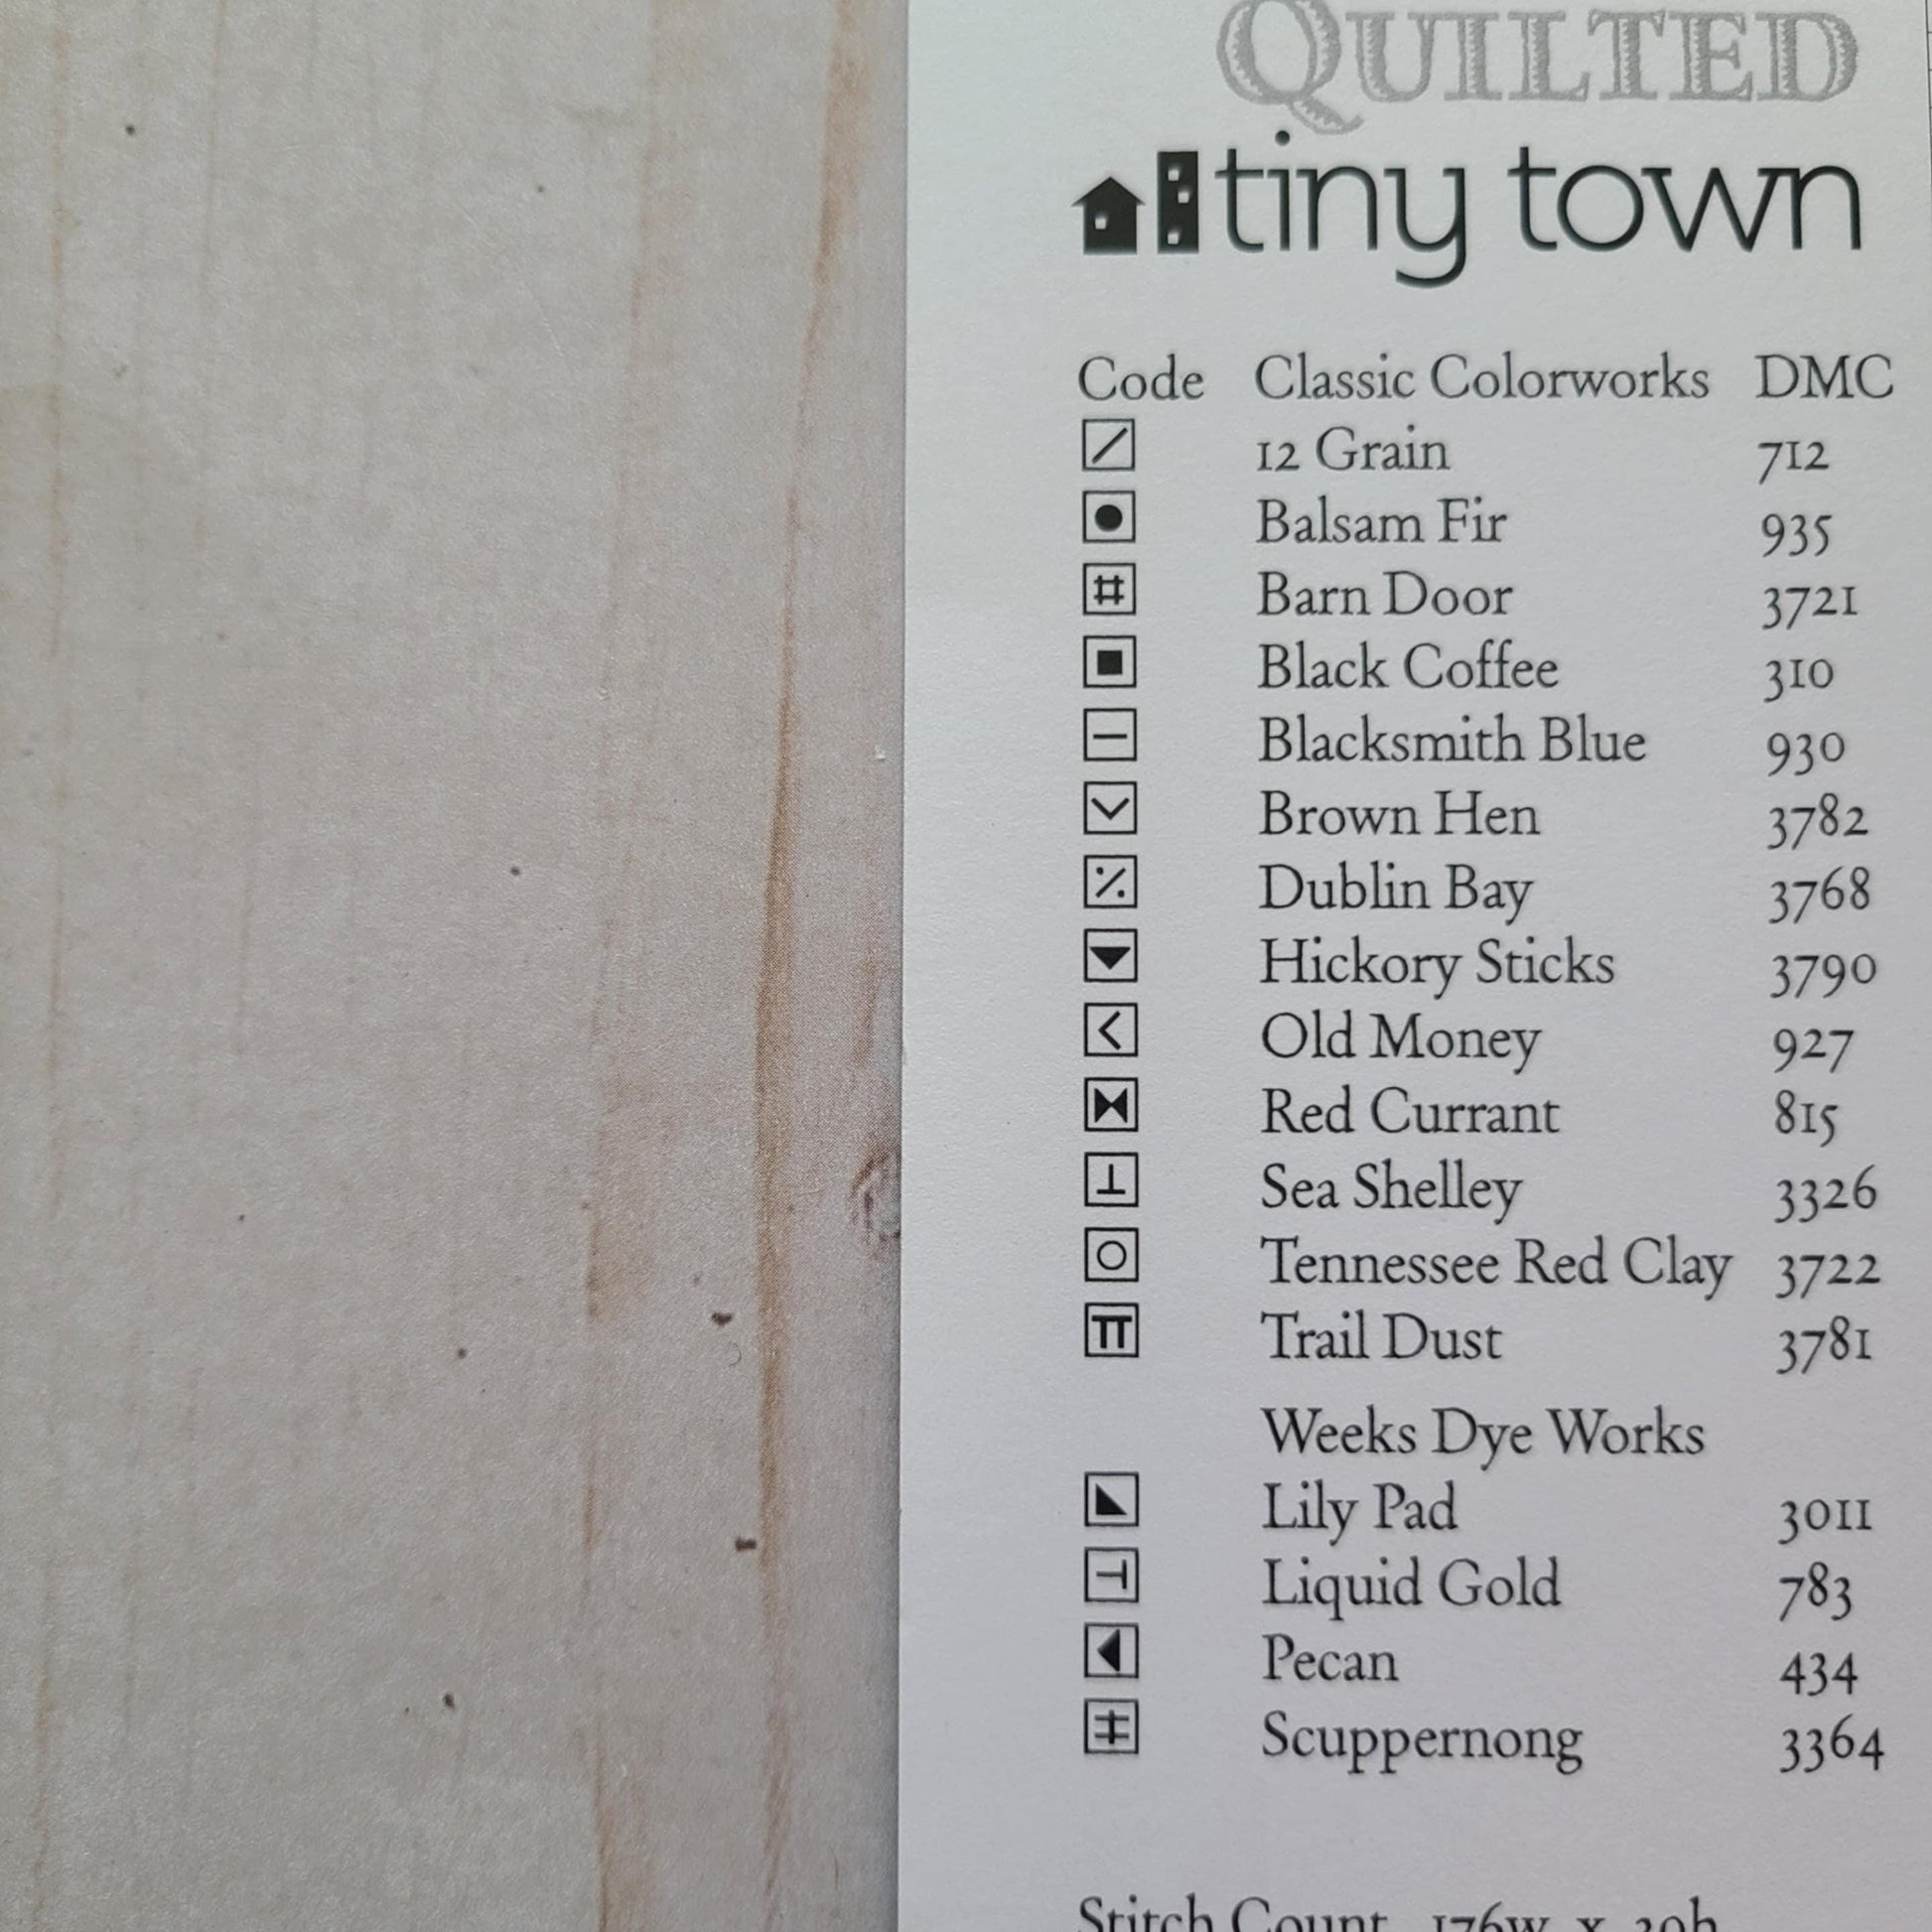 QUILTED
tiny town
Code Classic Colorworks DMC
12 Grain 712
Balsam Fir 935
Barn Door 3721
Black Coffee 310
Blacksmith Blue 930
Brown Hen 3782
Dublin Bay 3768
Hickory Sticks 3790
Old Money 927
Red Currant 815
Sea Shelley 3326
Tennessee Red Clay 3722
Trail Dust 3781
Weeks Dye Works
Lily Pad 3011
Liquid Gold 783
Pecan 434
Scuppernong 3364
Stitch Count 176w x